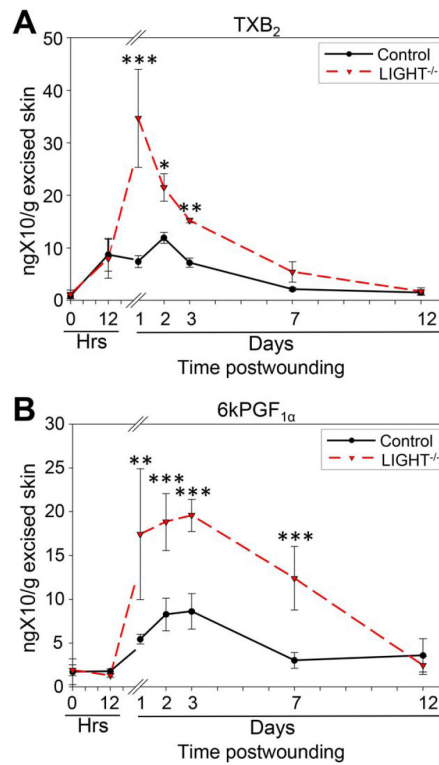 A
TXB₂
50
40
30
20
10
0
ngX10/g excised skin
Control
LIGHT⁻/⁻
***
*
**
0 12 1 2 3 7 12
Hrs Days
Time postwounding
B
6kPGF₁α
30
25
20
15
10
5
0
ngX10/g excised skin
Control
LIGHT⁻/⁻
**
***
***
***
0 12 1 2 3 7 12
Hrs Days
Time postwounding